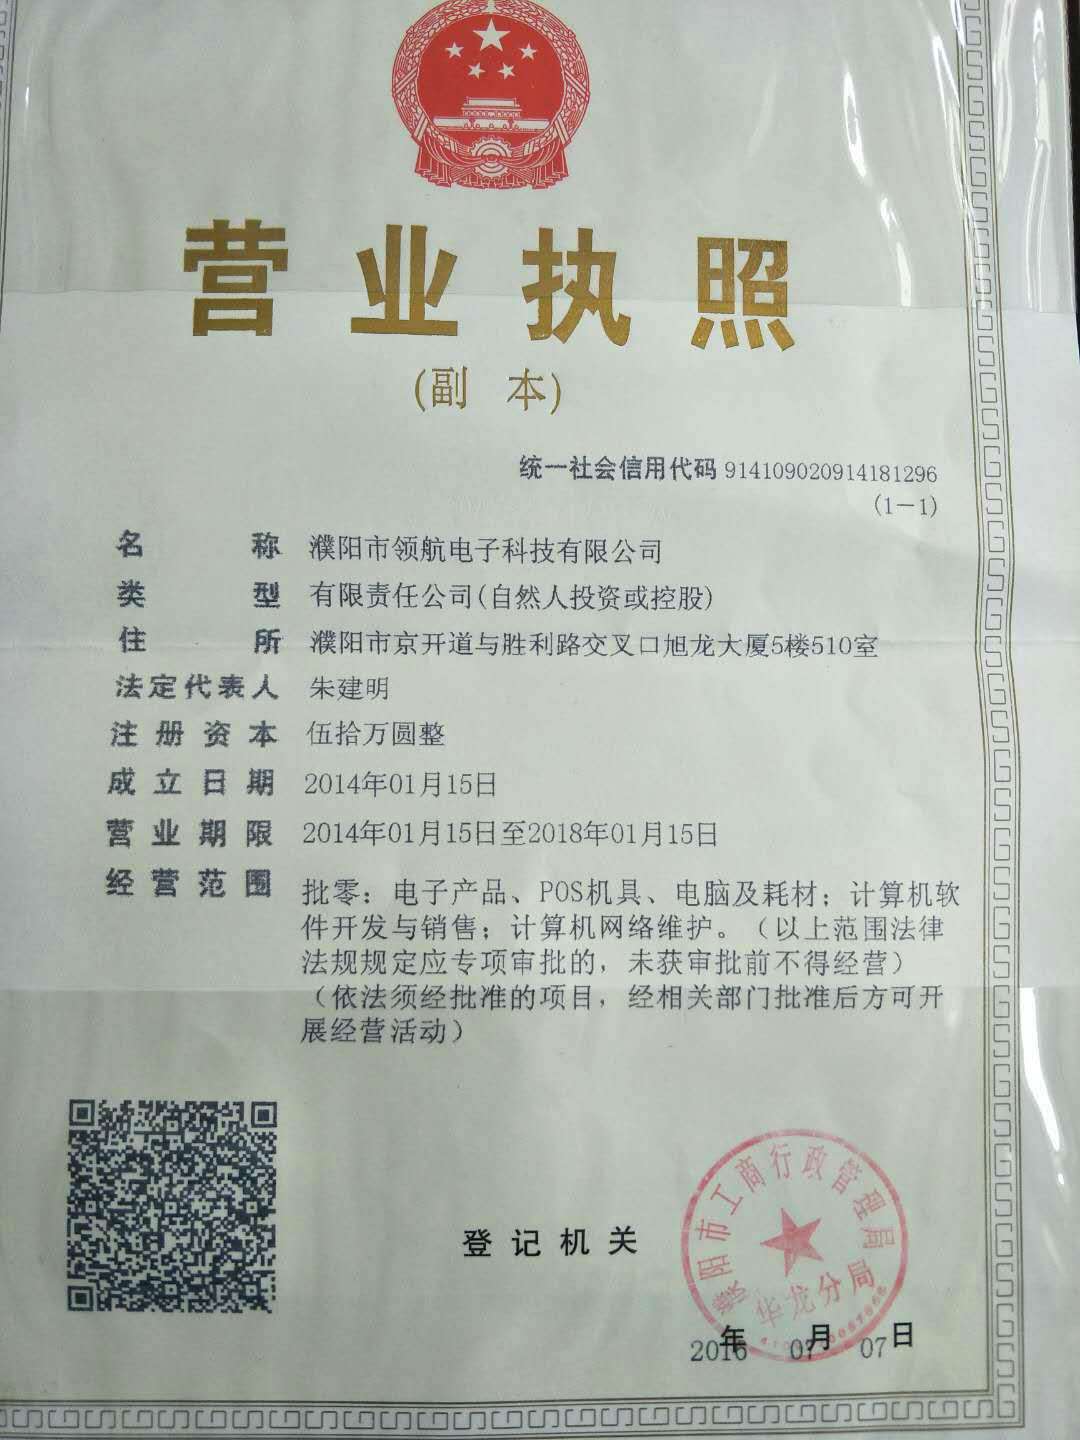 营业执照
(副 本)
统一社会信用代码 914109020914181296
(1-1)
名 称 濮阳市领航电子科技有限公司
类 型 有限责任公司(自然人投资或控股)
住 所 濮阳市京开道与胜利路交叉口旭龙大厦5楼510室
法定代表人 朱建明
注册资本 伍拾万圆整
成立日期 2014年01月15日
营业期限 2014年01月15日至2018年01月15日
经营范围 批零：电子产品、POS机具、电脑及耗材；计算机软
件开发与销售；计算机网络维护。（以上范围法律
法规规定应专项审批的，未获审批前不得经营）
（依法须经批准的项目，经相关部门批准后方可开
展经营活动）
濮阳市工商行政管理局
华龙分局
登记机关
2016年07月07日